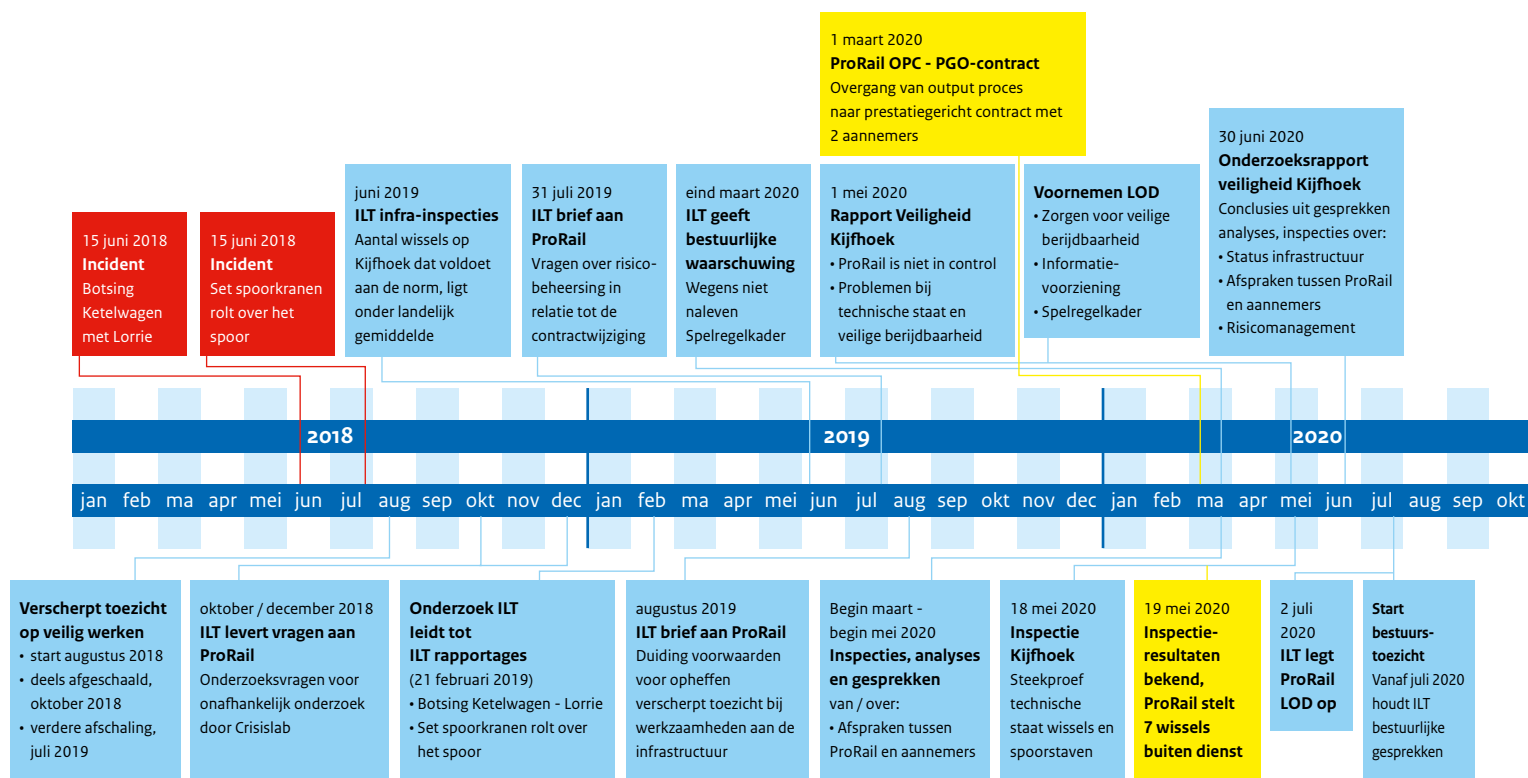 1 maart 2020
ProRail OPC - PGO-contract
Overgang van output proces
naar prestatiegericht contract met
2 aannemers
15 juni 2018
Incident
Botsing
Ketelwagen
met Lorrie
15 juni 2018
Incident
Set spoorkranen
rolt over het
spoor
juni 2019
ILT infra-inspecties
Aantal wissels op
Kijfhoek dat voldoet
aan de norm, ligt
onder landelijk
gemiddelde
31 juli 2019
ILT brief aan
ProRail
Vragen over risico-
beheersing in
relatie tot de
contractwijziging
eind maart 2020
ILT geeft
bestuurlijke
waarschuwing
Wegens niet
naleven
Spelregelkader
1 mei 2020
Rapport Veiligheid
Kijfhoek
• ProRail is niet in control
• Problemen bij
technische staat en
veilige berijdbaarheid
Voornemen LOD
• Zorgen voor veilige
berijdbaarheid
• Informatie-
voorziening
• Spelregelkader
30 juni 2020
Onderzoeksrapport
veiligheid Kijfhoek
Conclusies uit gesprekken
analyses, inspecties over:
• Status infrastructuur
• Afspraken tussen ProRail
en aannemers
• Risicomanagement
2018 2019 2020
jan feb ma apr mei jun jul aug sep okt nov dec jan feb ma apr mei jun jul aug sep okt nov dec jan feb ma apr mei jun jul aug sep okt
Verscherpt toezicht
op veilig werken
• start augustus 2018
• deels afgeschaald,
oktober 2018
• verdere afschaling,
juli 2019
oktober / december 2018
ILT levert vragen aan
ProRail
Onderzoeksvragen voor
onafhankelijk onderzoek
door Crisislab
Onderzoek ILT
leidt tot
ILT rapportages
(21 februari 2019)
• Botsing Ketelwagen - Lorrie
• Set spoorkranen rolt over
het spoor
augustus 2019
ILT brief aan ProRail
Duiding voorwaarden
voor opheffen
verscherpt toezicht bij
werkzaamheden aan de
infrastructuur
Begin maart -
begin mei 2020
Inspecties, analyses
en gesprekken
van / over:
• Afspraken tussen
ProRail en aannemers
18 mei 2020
Inspectie
Kijfhoek
Steekproef
technische
staat wissels en
spoorstaven
19 mei 2020
Inspectie-
resultaten
bekend,
ProRail stelt
7 wissels
buiten dienst
2 juli
2020
ILT legt
ProRail
LOD op
Start
bestuurs-
toezicht
Vanaf juli 2020
houdt ILT
bestuurlijke
gesprekken